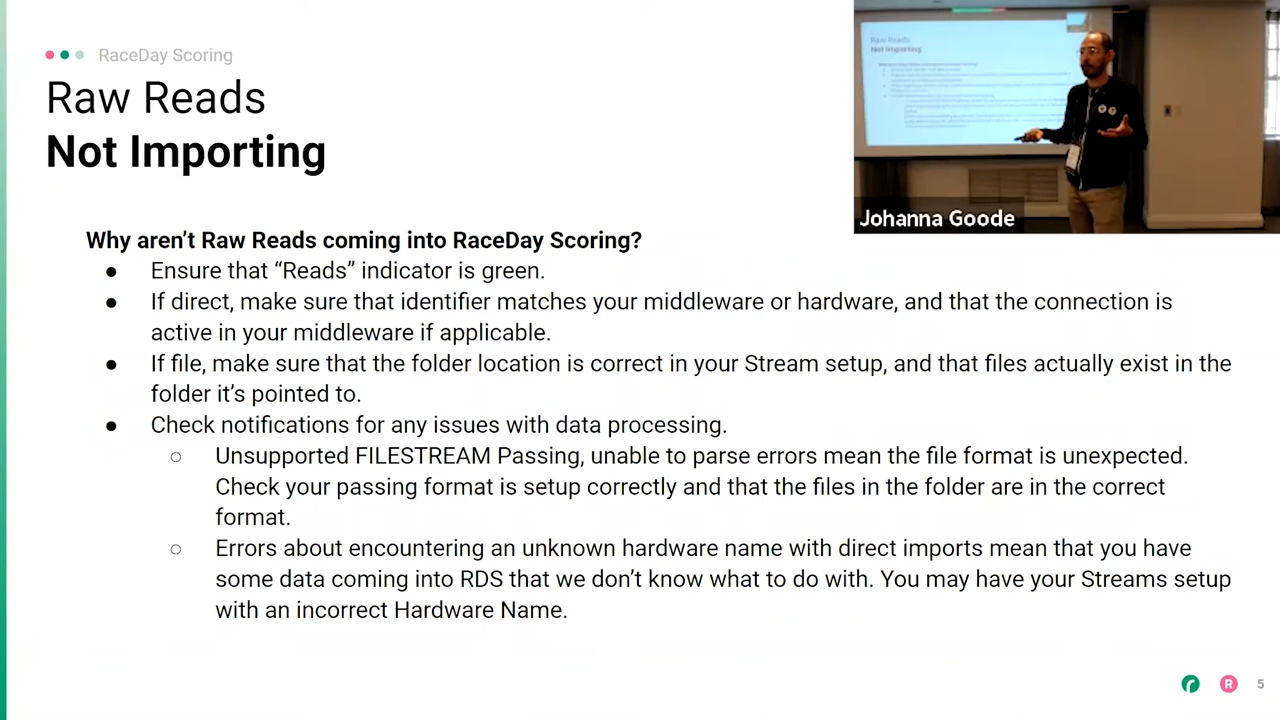 RaceDay Scoring
Raw Reads
Not Importing
Raw Reads
Not Importing
Johanna Goode
Why aren’t Raw Reads coming into RaceDay Scoring?
● Ensure that “Reads” indicator is green.
● If direct, make sure that identifier matches your middleware or hardware, and that the connection is
active in your middleware if applicable.
● If file, make sure that the folder location is correct in your Stream setup, and that files actually exist in the
folder it’s pointed to.
● Check notifications for any issues with data processing.
○ Unsupported FILESTREAM Passing, unable to parse errors mean the file format is unexpected.
Check your passing format is setup correctly and that the files in the folder are in the correct
format.
○ Errors about encountering an unknown hardware name with direct imports mean that you have
some data coming into RDS that we don’t know what to do with. You may have your Streams setup
with an incorrect Hardware Name.
R 5